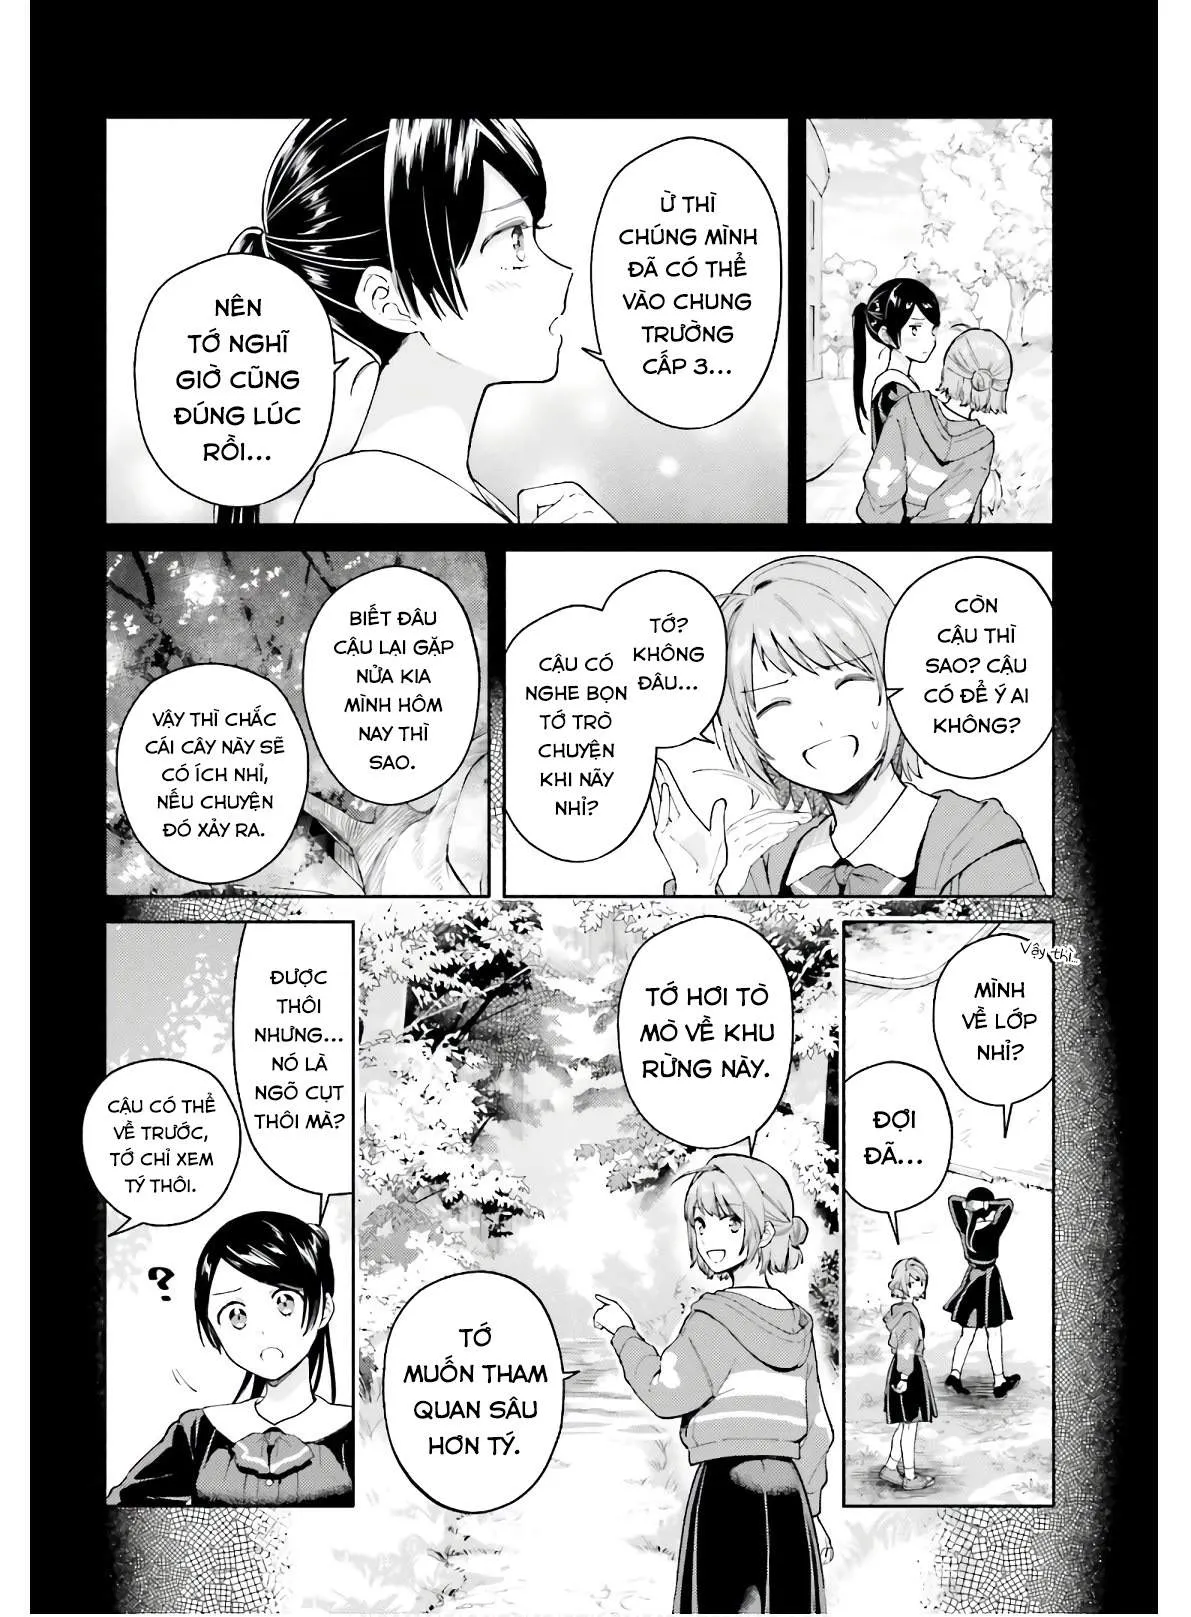 Ừ THÌ
CHÚNG MÌNH
ĐÃ CÓ THỂ
VÀO CHUNG
TRƯỜNG
CẤP 3...
NÊN
TỚ NGHĨ
GIỜ CŨNG
ĐÚNG LÚC
RỒI...
CÒN
CẬU THÌ
SAO? CẬU
CÓ ĐỂ Ý AI
KHÔNG?
TỚ?
KHÔNG
ĐÂU...
CẬU CÓ
NGHE BỌN
TỚ TRÒ
CHUYỆN
KHI NÃY
NHỈ?
BIẾT ĐÂU
CẬU LẠI GẶP
NỬA KIA
MÌNH HÔM
NAY THÌ
SAO.
VẬY THÌ CHẮC
CÁI CÂY NÀY SẼ
CÓ ÍCH NHỈ,
NẾU CHUYỆN
ĐÓ XẢY RA.
Vậy thì...
MÌNH
VỀ LỚP
NHỈ?
ĐỢI
ĐÃ...
TỚ HƠI TÒ
MÒ VỀ KHU
RỪNG NÀY.
TỚ
MUỐN THAM
QUAN SÂU
HƠN TÝ.
ĐƯỢC
THÔI
NHƯNG...
NÓ LÀ
NGÕ CỤT
THÔI MÀ?
CẬU CÓ THỂ
VỀ TRƯỚC,
TỚ CHỈ XEM
TÝ THÔI.
?